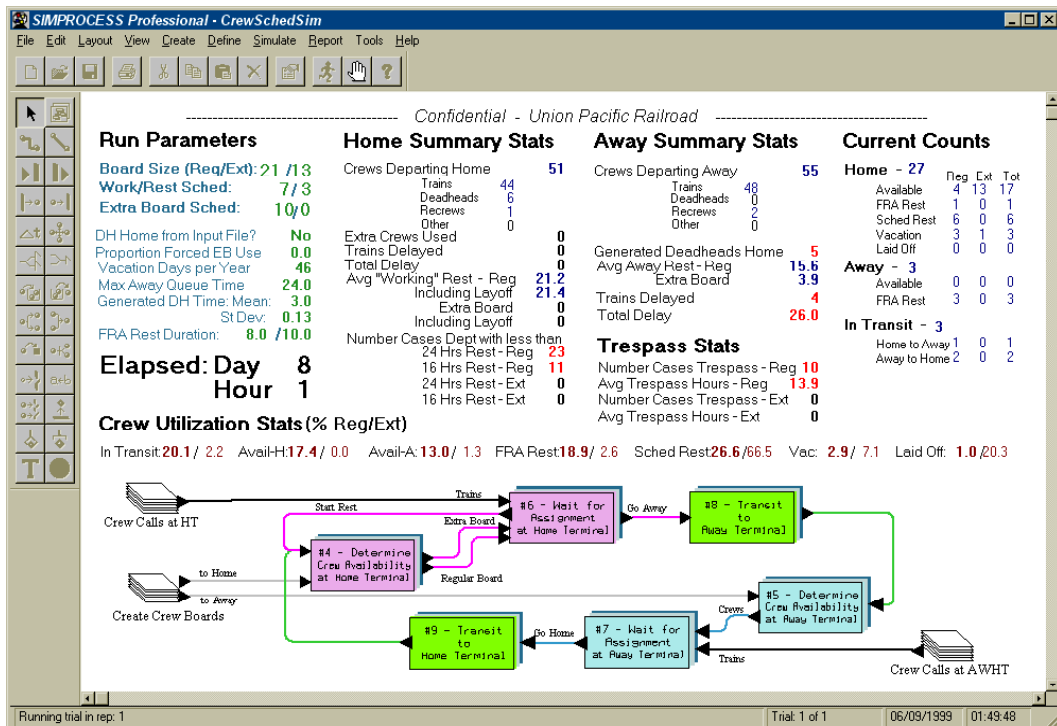 SIMPROCESS Professional - CrewSchedSim
File Edit Layout View Create Define Simulate Report Tools Help
Confidential - Union Pacific Railroad
Run Parameters
Board Size (Reg/Ext): 21 /13
Work/Rest Sched: 7/ 3
Extra Board Sched: 10/0
DH Home from Input File? No
Proportion Forced EB Use 0.0
Vacation Days per Year 46
Max Away Queue Time 24.0
Generated DH Time: Mean: 3.0
St Dev: 0.13
FRA Rest Duration: 8.0 /10.0
Elapsed: Day 8
Hour 1
Home Summary Stats
Crews Departing Home 51
Trains 44
Deadheads 6
Recrews 1
Other 0
Extra Crews Used 0
Trains Delayed 0
Total Delay 0
Avg "Working" Rest - Reg 21.2
Including Layoff 21.4
Extra Board 0
Including Layoff 0
Number Cases Dept with less than
24 Hrs Rest - Reg 23
16 Hrs Rest - Reg 11
24 Hrs Rest - Ext 0
16 Hrs Rest - Ext 0
Away Summary Stats
Crews Departing Away 55
Trains 48
Deadheads 0
Recrews 2
Other 0
Generated Deadheads Home 5
Avg Away Rest - Reg 15.6
Extra Board 3.9
Trains Delayed 4
Total Delay 26.0
Trespass Stats
Number Cases Trespass - Reg 10
Avg Trespass Hours - Reg 13.9
Number Cases Trespass - Ext 0
Avg Trespass Hours - Ext 0
Current Counts
Home - 27
Reg Ext Tot
Available 4 13 17
FRA Rest 1 0 1
Sched Rest 6 0 6
Vacation 3 1 3
Laid Off 0 0 0
Away - 3
Available 0 0 0
FRA Rest 3 0 3
In Transit - 3
Home to Away 1 0 1
Away to Home 2 0 2
Crew Utilization Stats (% Reg/Ext)
In Transit: 20.1 / 2.2 Avail-H: 17.4 / 0.0 Avail-A: 13.0 / 1.3 FRA Rest: 18.9 / 2.6 Sched Rest: 26.6/66.5 Vac: 2.9 / 7.1 Laid Off: 1.0 /20.3
Crew Calls at HT
Trains
Start Rest
Extra Board
#6 - Wait for
Assignment
at Home Terminal
Go Away
#8 - Transit
to
Away Terminal
#4 - Determine
Crew Availability
at Home Terminal
Regular Board
to Home
to Away
Create Crew Boards
#5 - Determine
Crew Availability
at Away Terminal
Crews
#9 - Transit
to
Home Terminal
Go Home
#7 - Wait for
Assignment
at Away Terminal
Trains
Crew Calls at AWHT
Running trial in rep: 1
Trial: 1 of 1
06/09/1999
01:49:48
T
Δt
a=b